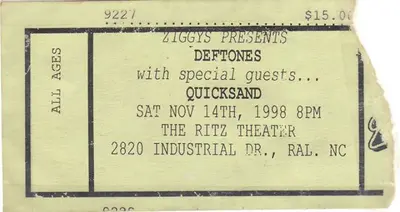 9227 $15.00
ZIGGYS PRESENTS
DEFTONES
with special guests...
QUICKSAND
SAT NOV 14TH, 1998 8PM
THE RITZ THEATER
2820 INDUSTRIAL DR., RAL. NC
ALL AGES